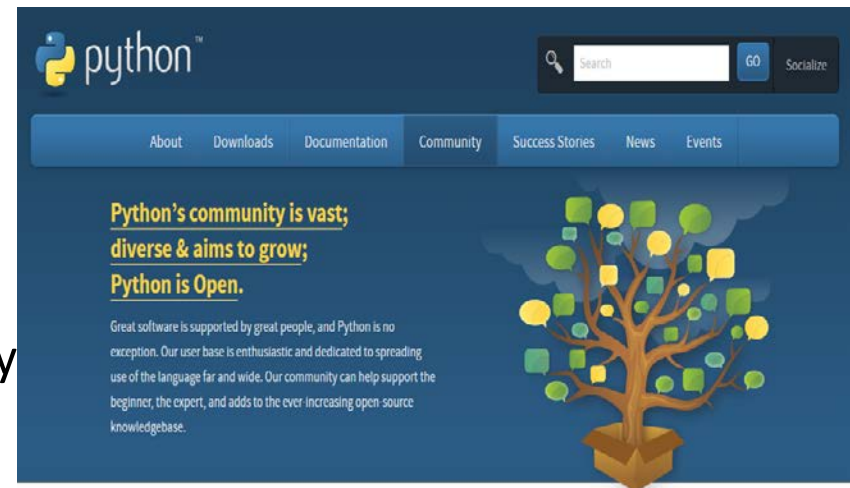 python™
Search
GO
Socialize
About Downloads Documentation Community Success Stories News Events
Python's community is vast;
diverse & aims to grow;
Python is Open.
Great software is supported by great people, and Python is no
exception. Our user base is enthusiastic and dedicated to spreading
use of the language far and wide. Our community can help support the
beginner, the expert, and adds to the ever-increasing open-source
knowledgebase.
y